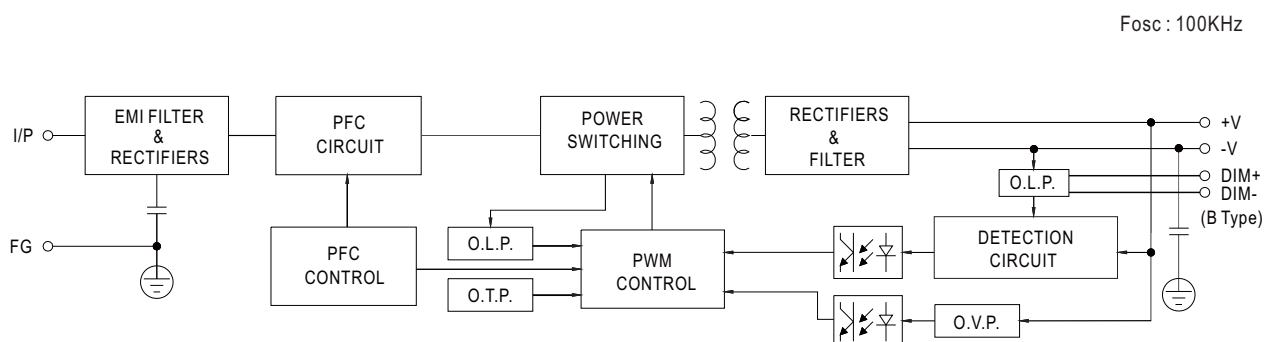 Fosc : 100KHz
I/P
EMI FILTER
&
RECTIFIERS
PFC
CIRCUIT
POWER
SWITCHING
RECTIFIERS
&
FILTER
+V
-V
DIM+
DIM-
(B Type)
O.L.P.
FG
PFC
CONTROL
O.L.P.
O.T.P.
PWM
CONTROL
DETECTION
CIRCUIT
O.V.P.